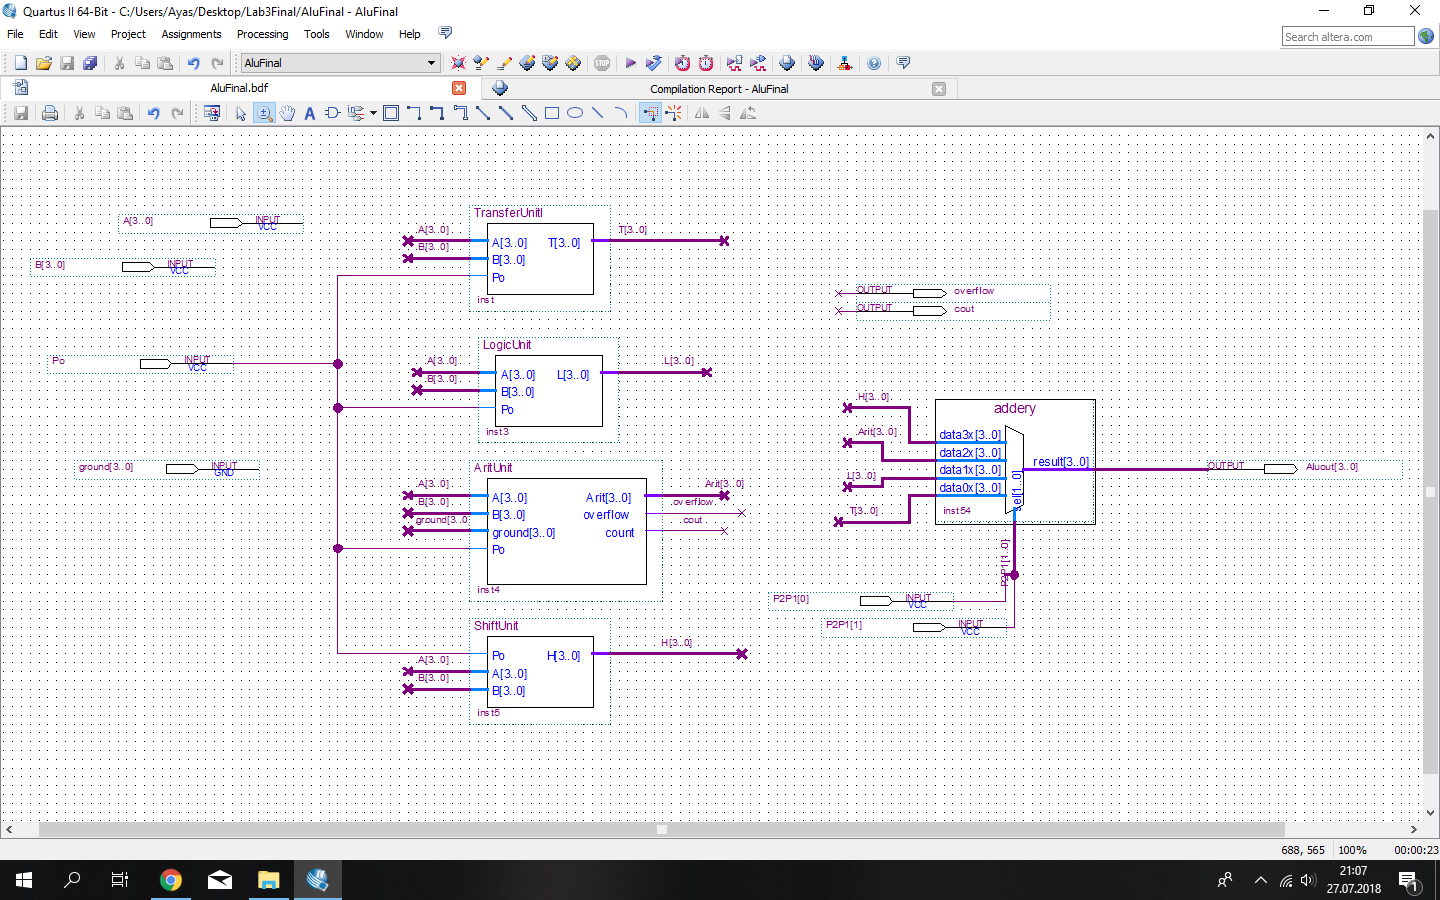 Quartus II 64-Bit - C:/Users/Ayas/Desktop/Lab3Final/AluFinal - AluFinal
File Edit View Project Assignments Processing Tools Window Help
Search altera.com
AluFinal
STOP
AluFinal.bdf
Compilation Report - AluFinal
A[3..0] INPUT
VCC
B[3..0] INPUT
VCC
Po INPUT
VCC
ground[3..0] INPUT
GND
TransferUnitl
A[3..0] A[3..0] T[3..0] T[3..0]
B[3..0] B[3..0]
Po
inst
LogicUnit
A[3..0] A[3..0] L[3..0] L[3..0]
B[3..0] B[3..0]
Po
inst3
AritUnit
A[3..0] A[3..0] Arit[3..0] Arit[3..0]
B[3..0] B[3..0] overflow overflow
ground[3..0 ground[3..0] count cout
Po
inst4
ShiftUnit
Po H[3..0] H[3..0]
A[3..0] A[3..0]
B[3..0] B[3..0]
inst5
OUTPUT overflow
OUTPUT cout
addery
H[3..0] data3x[3..0]
Arit[3..0] data2x[3..0]
L[3..0] data1x[3..0]
T[3..0] data0x[3..0]
result[3..0]
sel[1..0]
inst54
OUTPUT Aluout[3..0]
P2P1[1..0]
P2P1[0] INPUT
VCC
P2P1[1] INPUT
VCC
688, 565 100% 00:00:23
21:07
27.07.2018
1